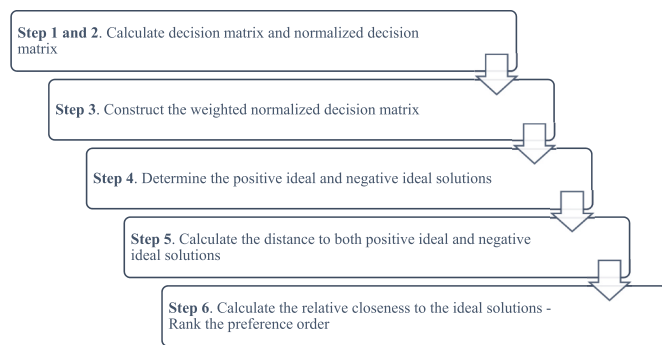 Step 1 and 2. Calculate decision matrix and normalized decision
matrix
Step 3. Construct the weighted normalized decision matrix
Step 4. Determine the positive ideal and negative ideal solutions
Step 5. Calculate the distance to both positive ideal and negative
ideal solutions
Step 6. Calculate the relative closeness to the ideal solutions -
Rank the preference order